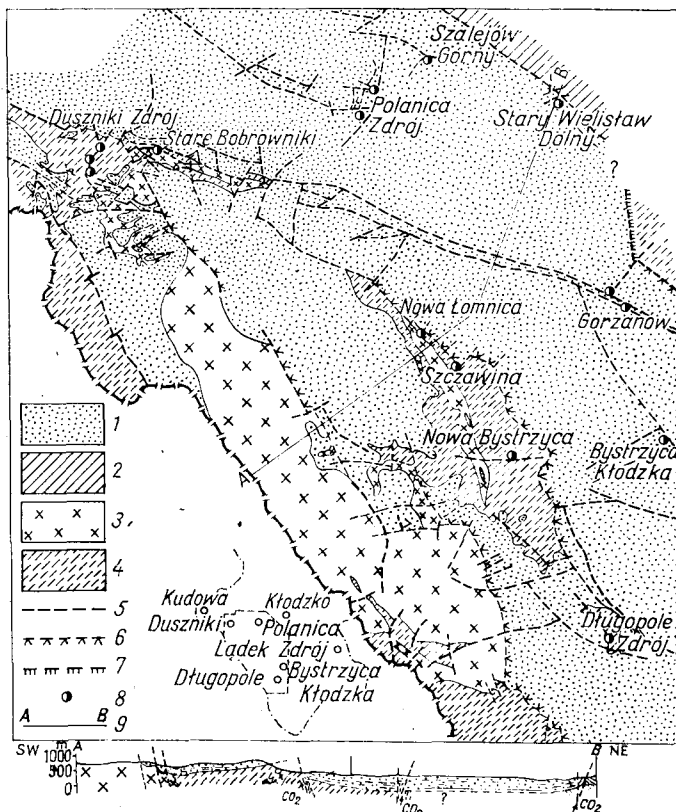 Szalejów
Górny
B
Polanica
Zdrój
Stary Wielisław
Dolny
Duszniki Zdrój
Stare Bobrowniki
?
Nowa Łomnica
Gorzanów
Szczawina
Nowa Bystrzyca
Bystrzyca
Kłodzka
A
Długopole
Zdrój
1
2
3
4
5
6
7
8
A B 9
Kudowa
Kłodzko
Duszniki
Polanica
Lądek Zdrój
Bystrzyca
Długopole
Kłodzka
SW m A
B NE
1000
500
0
?
CO2
CO2
CO2